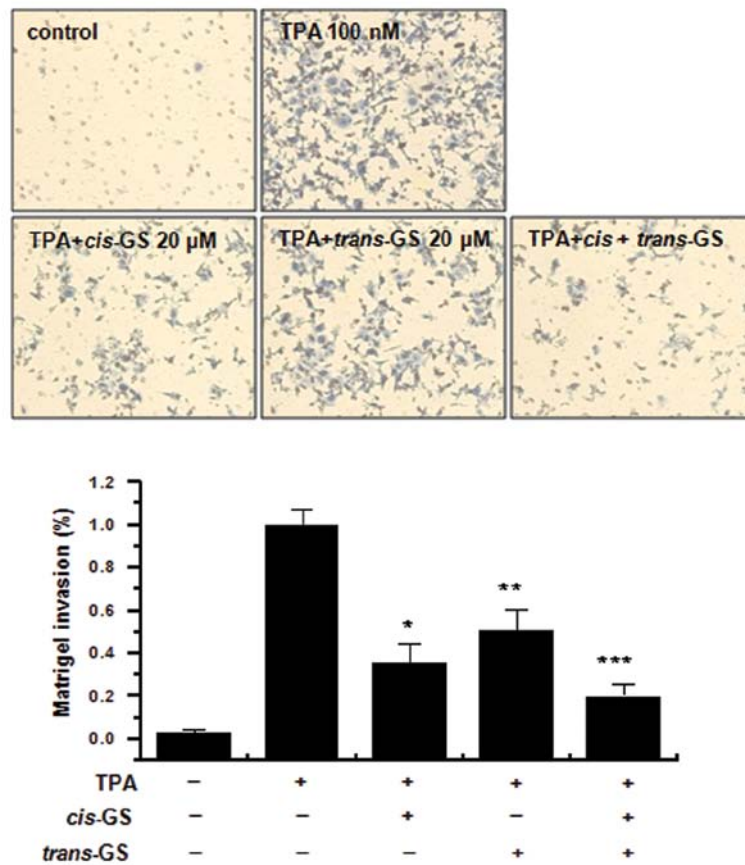 control
TPA 100 nM
TPA+cis-GS 20 µM
TPA+trans-GS 20 µM
TPA+cis + trans-GS
Matrigel invasion (%)
1.2
1.0
0.8
0.6
0.4
0.2
0.0
*
**
***
TPA − + + + +
cis-GS − − + − +
trans-GS − − − + +